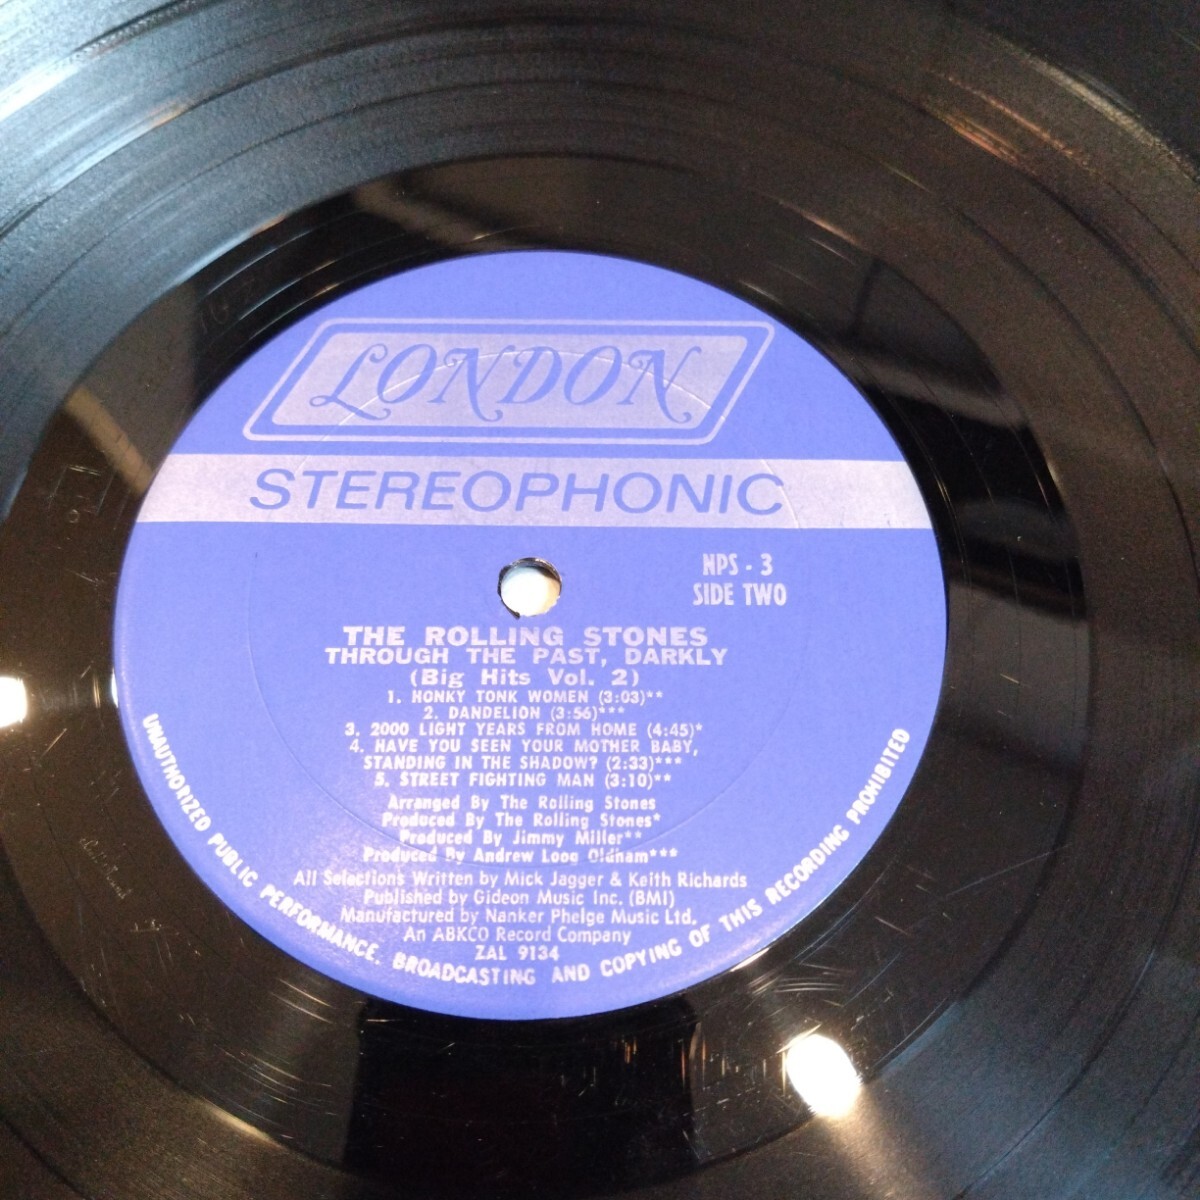 LONDON
STEREOPHONIC
NPS - 3
SIDE TWO
THE ROLLING STONES
THROUGH THE PAST, DARKLY
(Big Hits Vol. 2)
1. HONKY TONK WOMEN (3:03)**
2. DANDELION (3:56)***
3. 2000 LIGHT YEARS FROM HOME (4:45)*
4. HAVE YOU SEEN YOUR MOTHER BABY,
STANDING IN THE SHADOW? (2:33)***
5. STREET FIGHTING MAN (3:10)**
Arranged By The Rolling Stones
Produced By The Rolling Stones*
Produced By Jimmy Miller**
Produced By Andrew Loog Oldham***
All Selections Written by Mick Jagger & Keith Richards
Published by Gideon Music Inc. (BMI)
Manufactured by Nanker Phelge Music Ltd.
An ABKCO Record Company
ZAL 9134
UNAUTHORIZED PUBLIC PERFORMANCE, BROADCASTING AND COPYING OF THIS RECORDING PROHIBITED